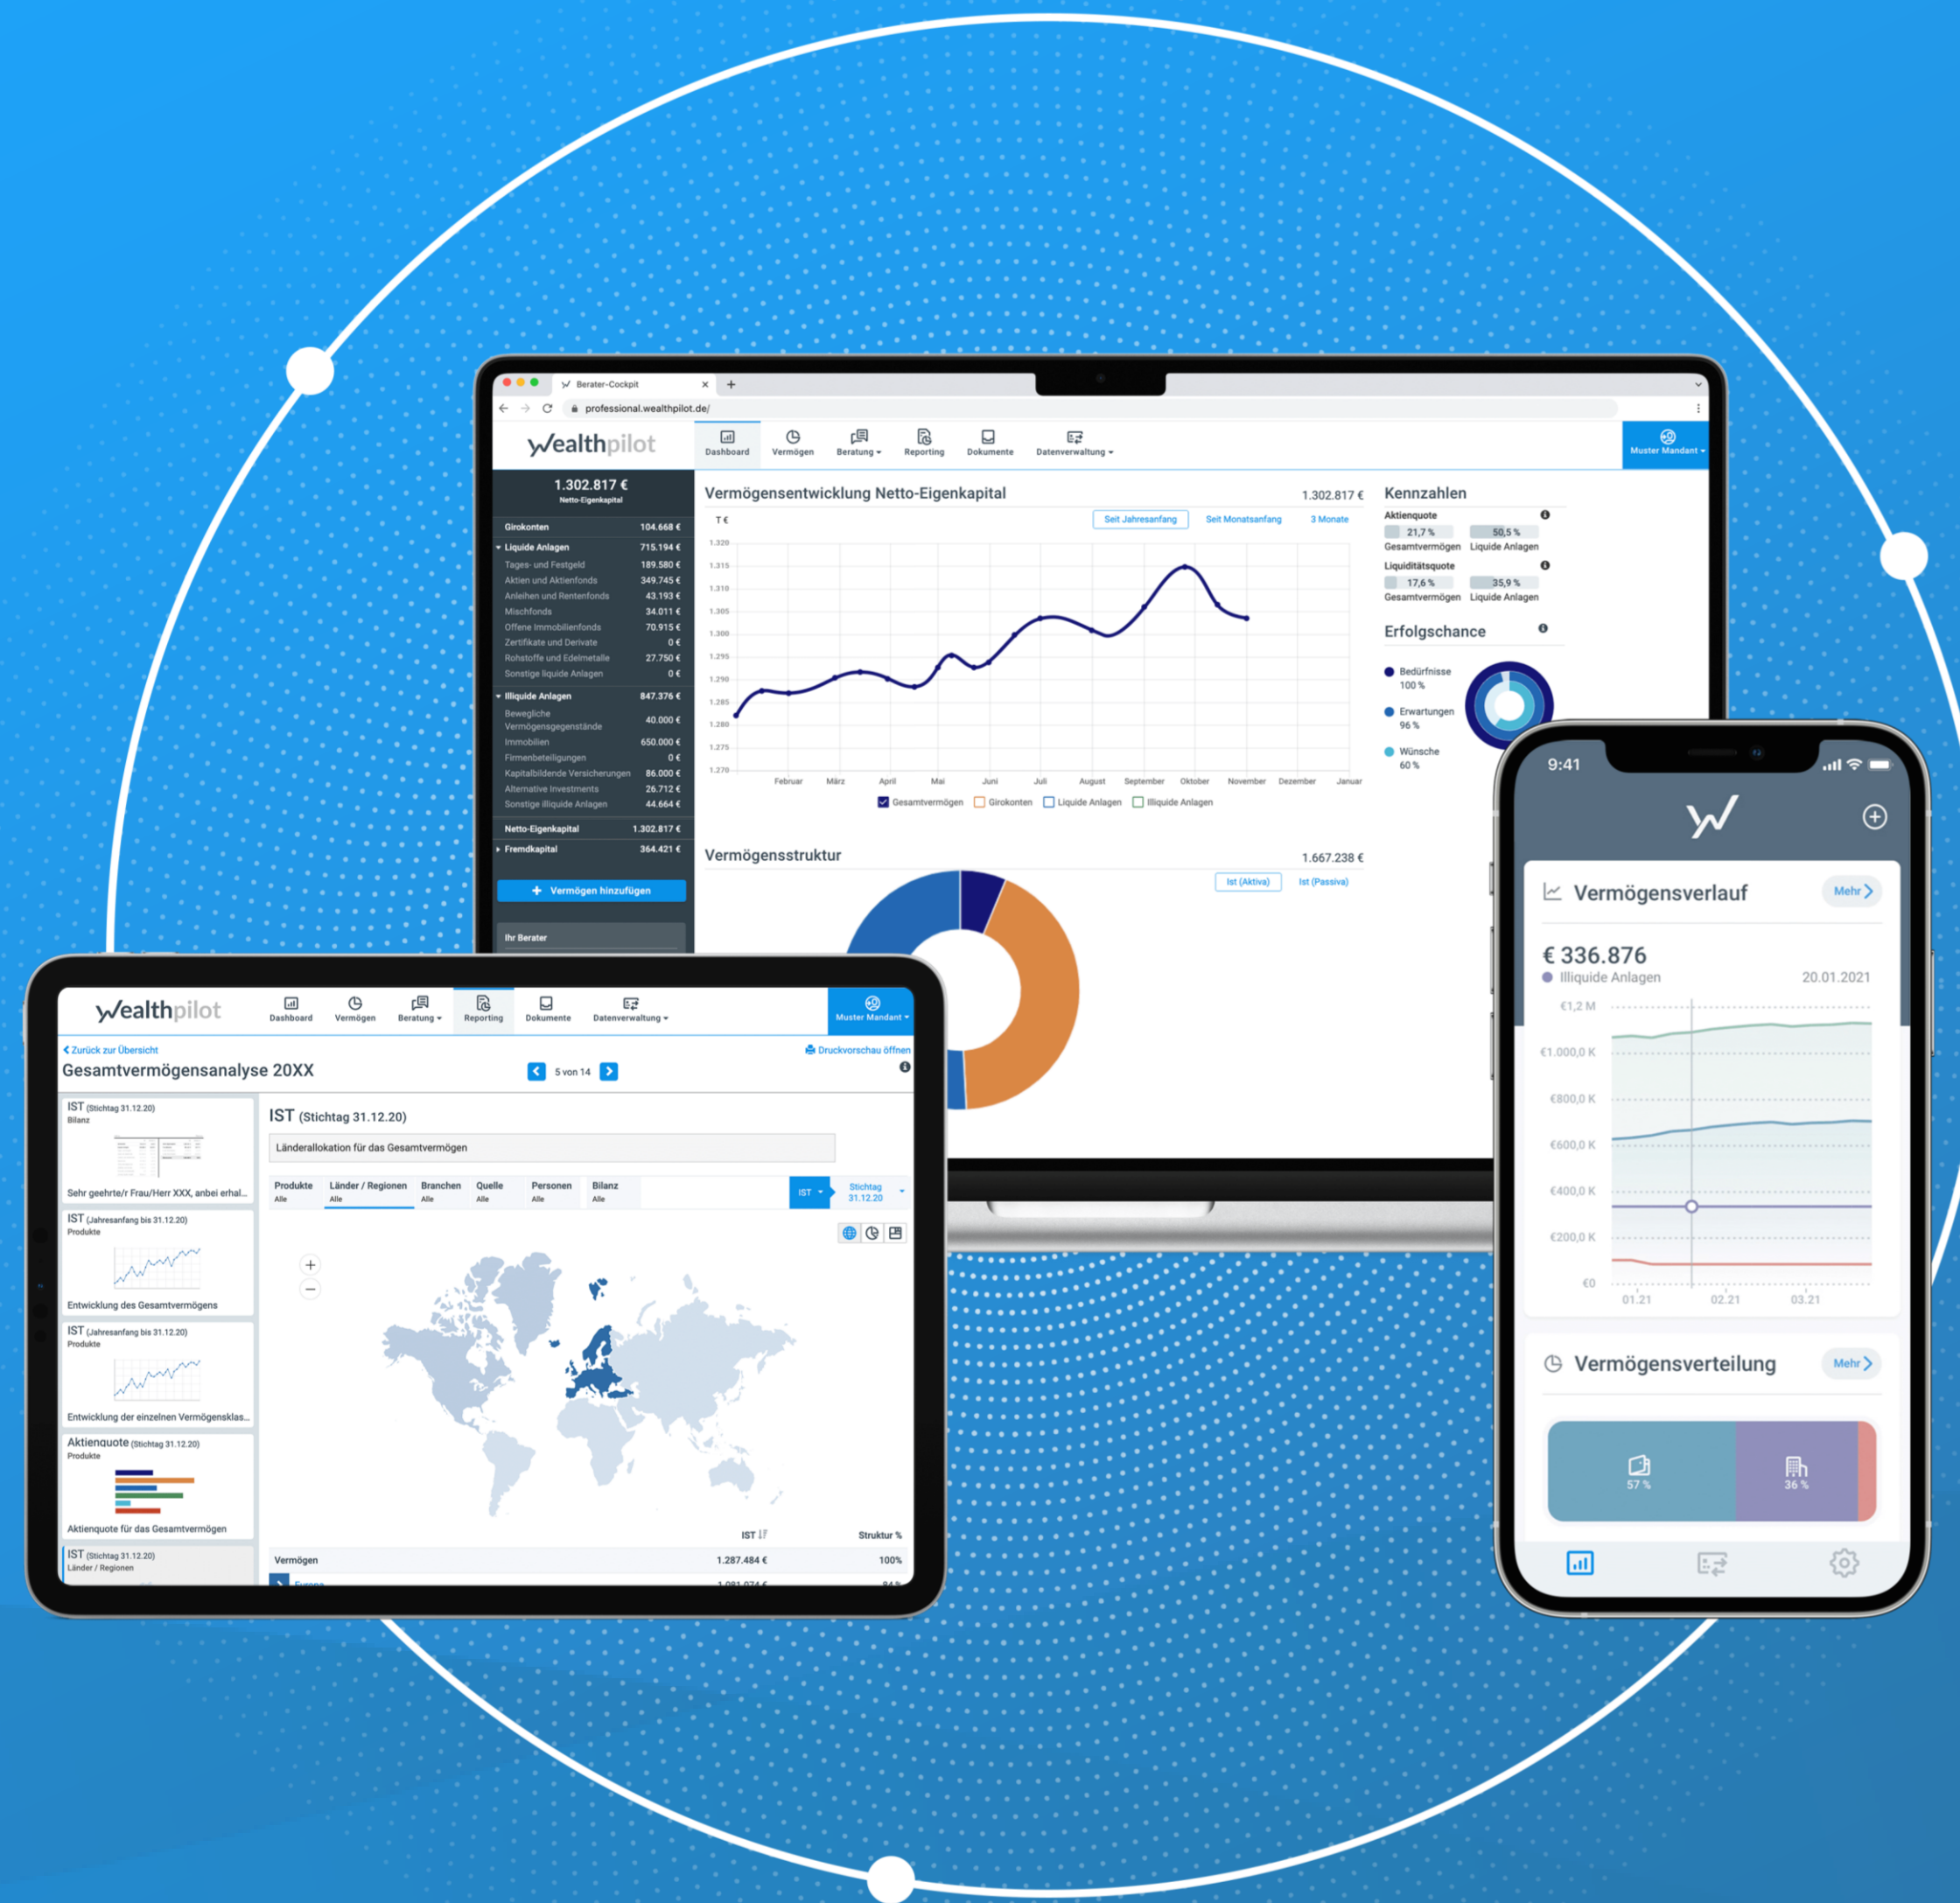 Berater-Cockpit
professional.wealthpilot.de/
wealthpilot
Dashboard
Vermögen
Beratung
Reporting
Dokumente
Datenverwaltung
Muster Mandant
1.302.817 €
Netto-Eigenkapital
Girokonten 104.668 €
Liquide Anlagen 715.194 €
Tages- und Festgeld 189.580 €
Aktien und Aktienfonds 349.745 €
Anleihen und Rentenfonds 43.193 €
Mischfonds 34.011 €
Offene Immobilienfonds 70.915 €
Zertifikate und Derivate 0 €
Rohstoffe und Edelmetalle 27.750 €
Sonstige liquide Anlagen 0 €
Illiquide Anlagen 847.376 €
Bewegliche
Vermögensgegenstände 40.000 €
Immobilien 650.000 €
Firmenbeteiligungen 0 €
Kapitalbildende Versicherungen 86.000 €
Alternative Investments 26.712 €
Sonstige illiquide Anlagen 44.664 €
Netto-Eigenkapital 1.302.817 €
Fremdkapital 364.421 €
+ Vermögen hinzufügen
Ihr Berater
Vermögensentwicklung Netto-Eigenkapital 1.302.817 €
T €
Seit Jahresanfang
Seit Monatsanfang
3 Monate
1.320
1.315
1.310
1.305
1.300
1.295
1.290
1.285
1.280
1.275
1.270
Februar März April Mai Juni Juli August September Oktober November Dezember Januar
Gesamtvermögen Girokonten Liquide Anlagen Illiquide Anlagen
Vermögensstruktur 1.667.238 €
Ist (Aktiva)
Ist (Passiva)
Kennzahlen
Aktienquote
21,7 % 50,5 %
Gesamtvermögen Liquide Anlagen
Liquiditätsquote
17,6 % 35,9 %
Gesamtvermögen Liquide Anlagen
Erfolgschance
Bedürfnisse
100 %
Erwartungen
96 %
Wünsche
60 %
wealthpilot
Dashboard
Vermögen
Beratung
Reporting
Dokumente
Datenverwaltung
Muster Mandant
Zurück zur Übersicht
Druckvorschau öffnen
Gesamtvermögensanalyse 20XX
5 von 14
IST (Stichtag 31.12.20)
Bilanz
Sehr geehrte/r Frau/Herr XXX, anbei erhal...
IST (Jahresanfang bis 31.12.20)
Produkte
Entwicklung des Gesamtvermögens
IST (Jahresanfang bis 31.12.20)
Produkte
Entwicklung der einzelnen Vermögensklas...
Aktienquote (Stichtag 31.12.20)
Produkte
Aktienquote für das Gesamtvermögen
IST (Stichtag 31.12.20)
Länder / Regionen
IST (Stichtag 31.12.20)
Länderallokation für das Gesamtvermögen
Produkte Länder / Regionen Branchen Quelle Personen Bilanz
Alle Alle Alle Alle Alle Alle
IST
Stichtag
31.12.20
+
−
IST Struktur %
Vermögen 1.287.484 € 100%
Europa 1.081.074 € 84%
9:41
Vermögensverlauf
Mehr
€ 336.876
Illiquide Anlagen 20.01.2021
€1,2 M
€1.000,0 K
€800,0 K
€600,0 K
€400,0 K
€200,0 K
€0
01.21 02.21 03.21
Vermögensverteilung
Mehr
57 % 36 %